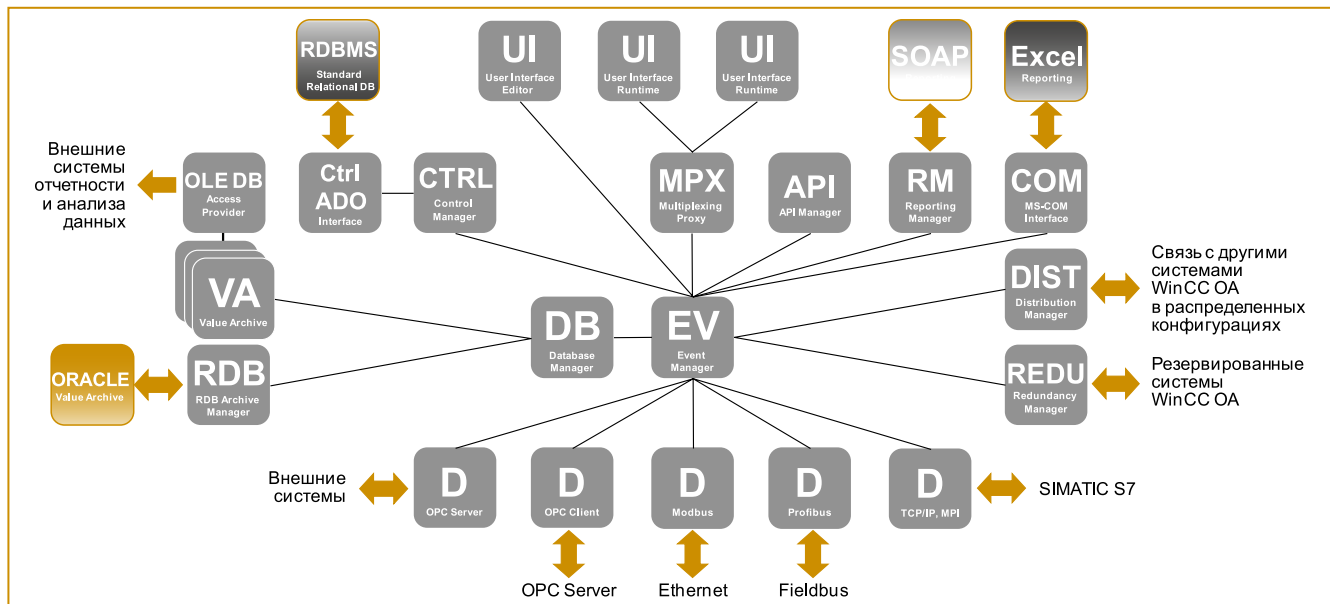 RDBMS
Standard
Relational DB
UI
User Interface
Editor
UI
User Interface
Runtime
UI
User Interface
Runtime
SOAP
Excel
Reporting
Внешние
системы
отчетности
и анализа
данных
OLE DB
Access
Provider
Ctrl
ADO
Interface
CTRL
Control
Manager
MPX
Multiplexing
Proxy
API
API Manager
RM
Reporting
Manager
COM
MS-COM
Interface
VA
Value Archive
DIST
Distribution
Manager
Связь с другими
системами
WinCC OA
в распределенных
конфигурациях
DB
Database
Manager
EV
Event
Manager
ORACLE
Value Archive
RDB
RDB Archive
Manager
REDU
Redundancy
Manager
Резервированные
системы
WinCC OA
Внешние
системы
D
OPC Server
D
OPC Client
D
Modbus
D
Profibus
D
TCP/IP, MPI
SIMATIC S7
OPC Server
Ethernet
Fieldbus